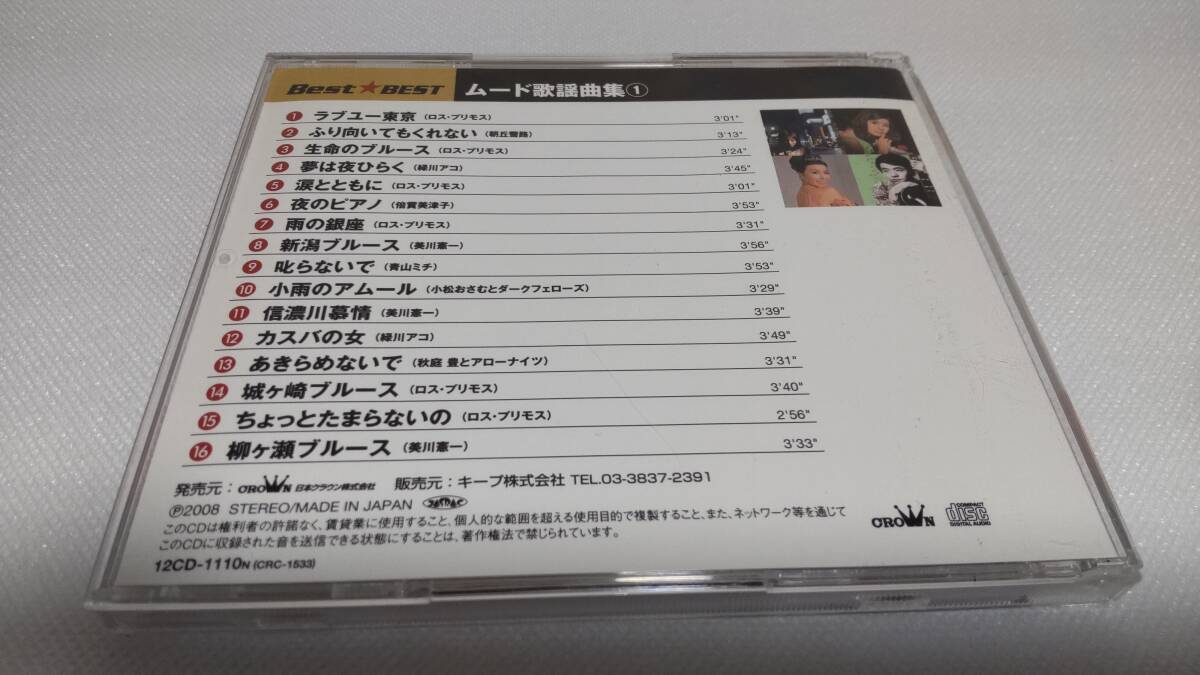 Best★BEST ムード歌謡曲集①
1 ラブユー東京 (ロス・プリモス) 3'01"
2 ふり向いてもくれない (朝丘雪路) 3'13"
3 生命のブルース (ロス・プリモス) 3'24"
4 夢は夜ひらく (緑川アコ) 3'45"
5 涙とともに (ロス・プリモス) 3'01"
6 夜のピアノ (倍賞美津子) 3'53"
7 雨の銀座 (ロス・プリモス) 3'31"
8 新潟ブルース (美川憲一) 3'56"
9 叱らないで (青山ミチ) 3'53"
10 小雨のアムール (小松おさむとダークフェローズ) 3'29"
11 信濃川慕情 (美川憲一) 3'39"
12 カスバの女 (緑川アコ) 3'49"
13 あきらめないで (秋庭 豊とアローナイツ) 3'31"
14 城ヶ崎ブルース (ロス・プリモス) 3'40"
15 ちょっとたまらないの (ロス・プリモス) 2'56"
16 柳ヶ瀬ブルース (美川憲一) 3'33"
発売元：CROWN 日本クラウン株式会社 販売元：キープ株式会社 TEL.03-3837-2391
Ⓟ2008 STEREO/MADE IN JAPAN JASRAC
このCDは権利者の許諾なく、賃貸業に使用すること、個人的な範囲を超える使用目的で複製すること、また、ネットワーク等を通じて
このCDに収録された音を送信できる状態にすることは、著作権法で禁じられています。
12CD-1110N (CRC-1533)
CROWN
COMPACT disc DIGITAL AUDIO